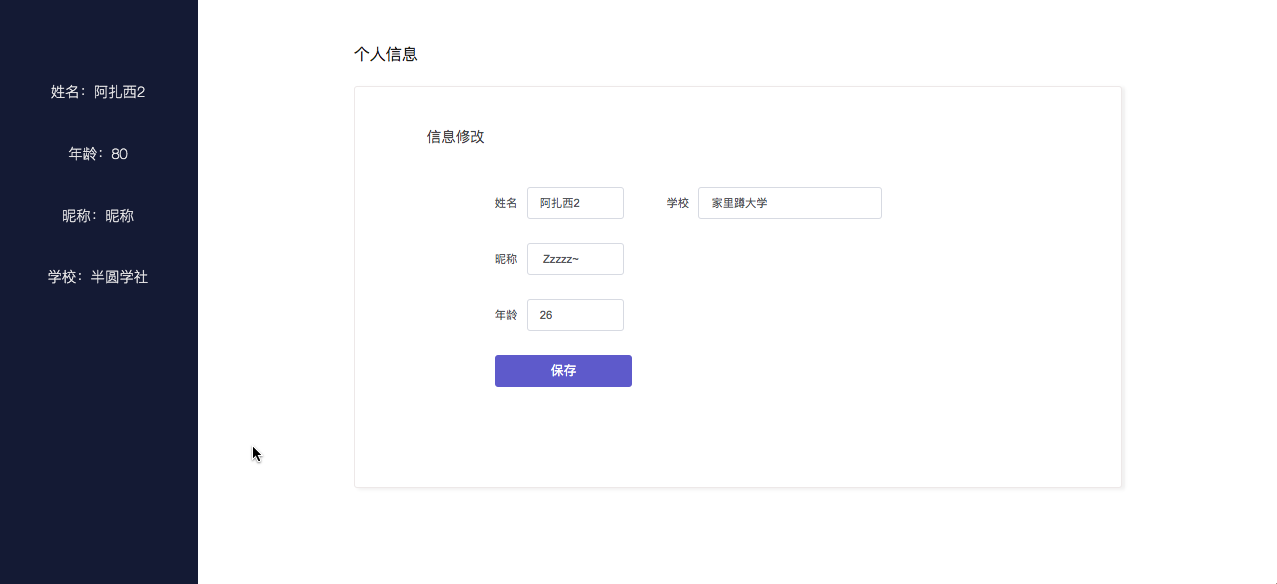 姓名：阿扎西2
年龄：80
昵称：昵称
学校：半圆学社
个人信息
信息修改
姓名 阿扎西2 学校 家里蹲大学
昵称 Zzzzz~
年龄 26
保存